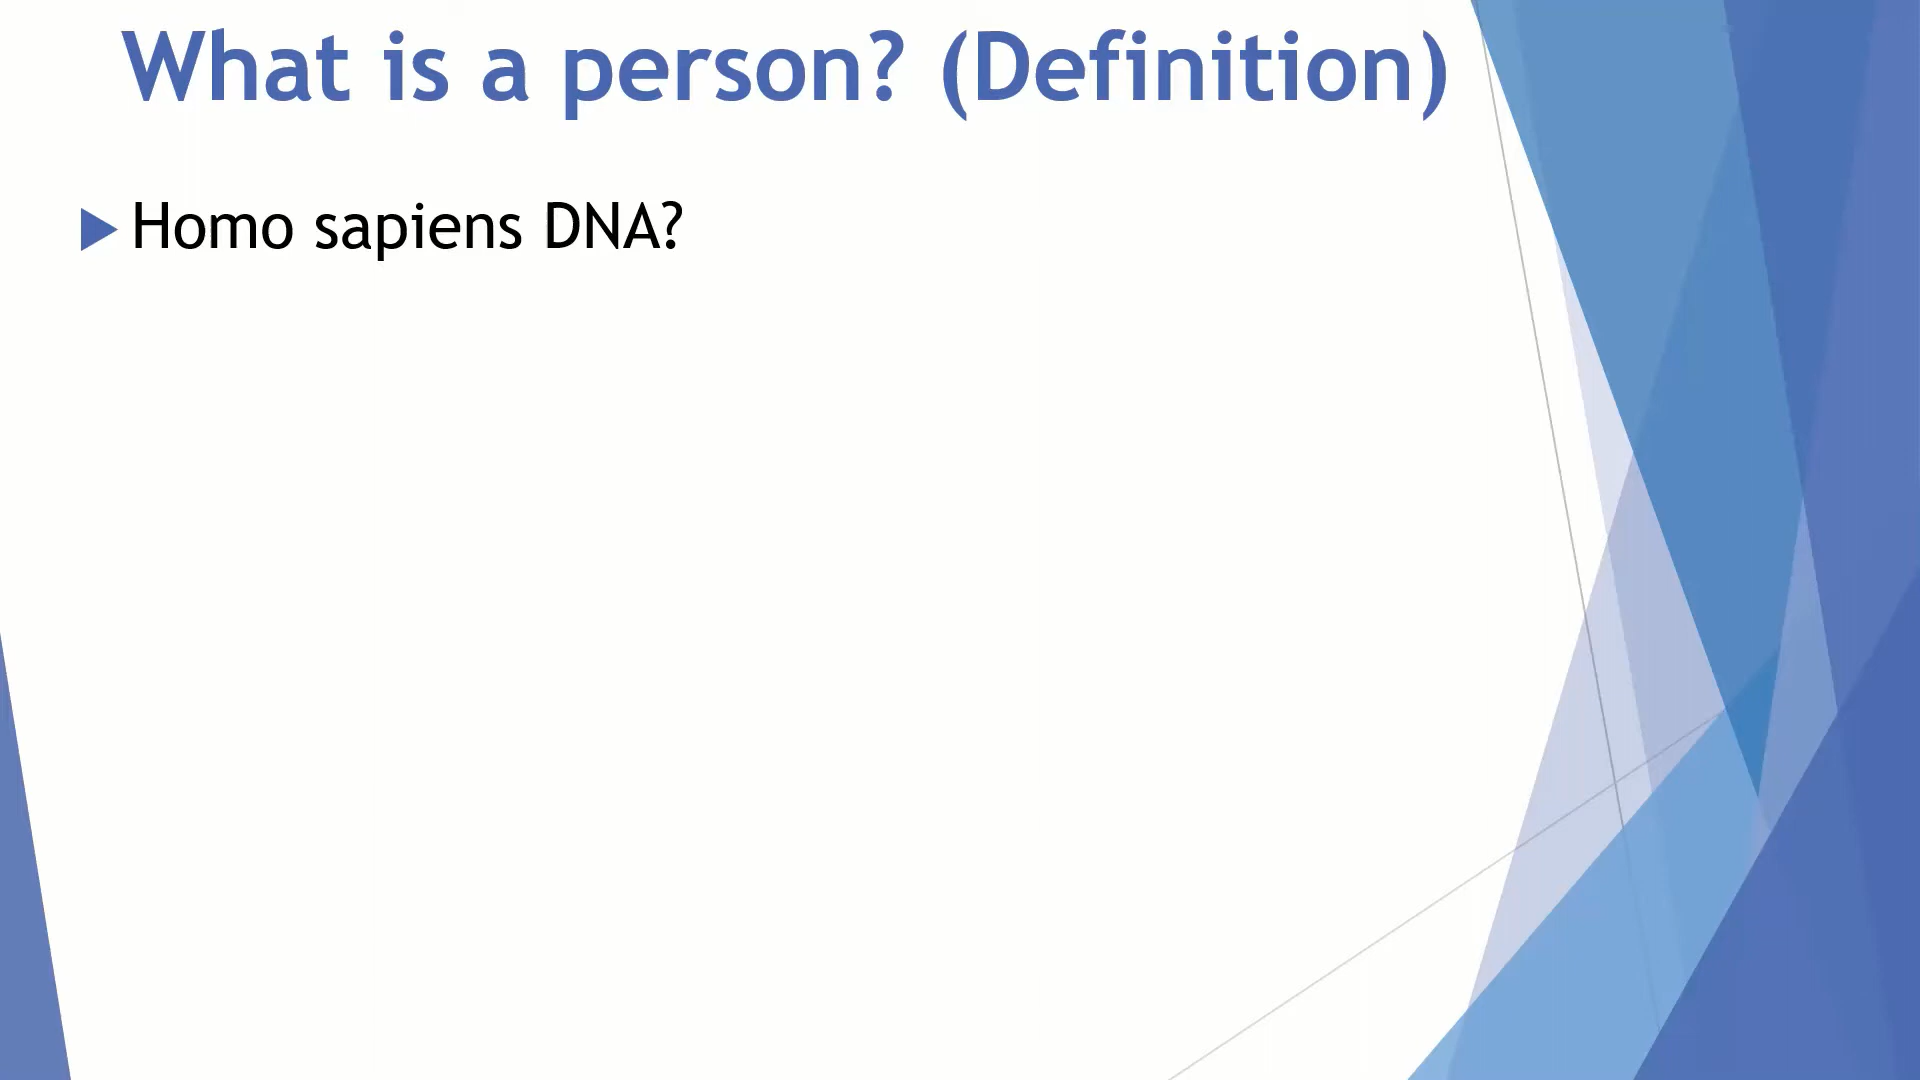 What is a person? (Definition)
Homo sapiens DNA?